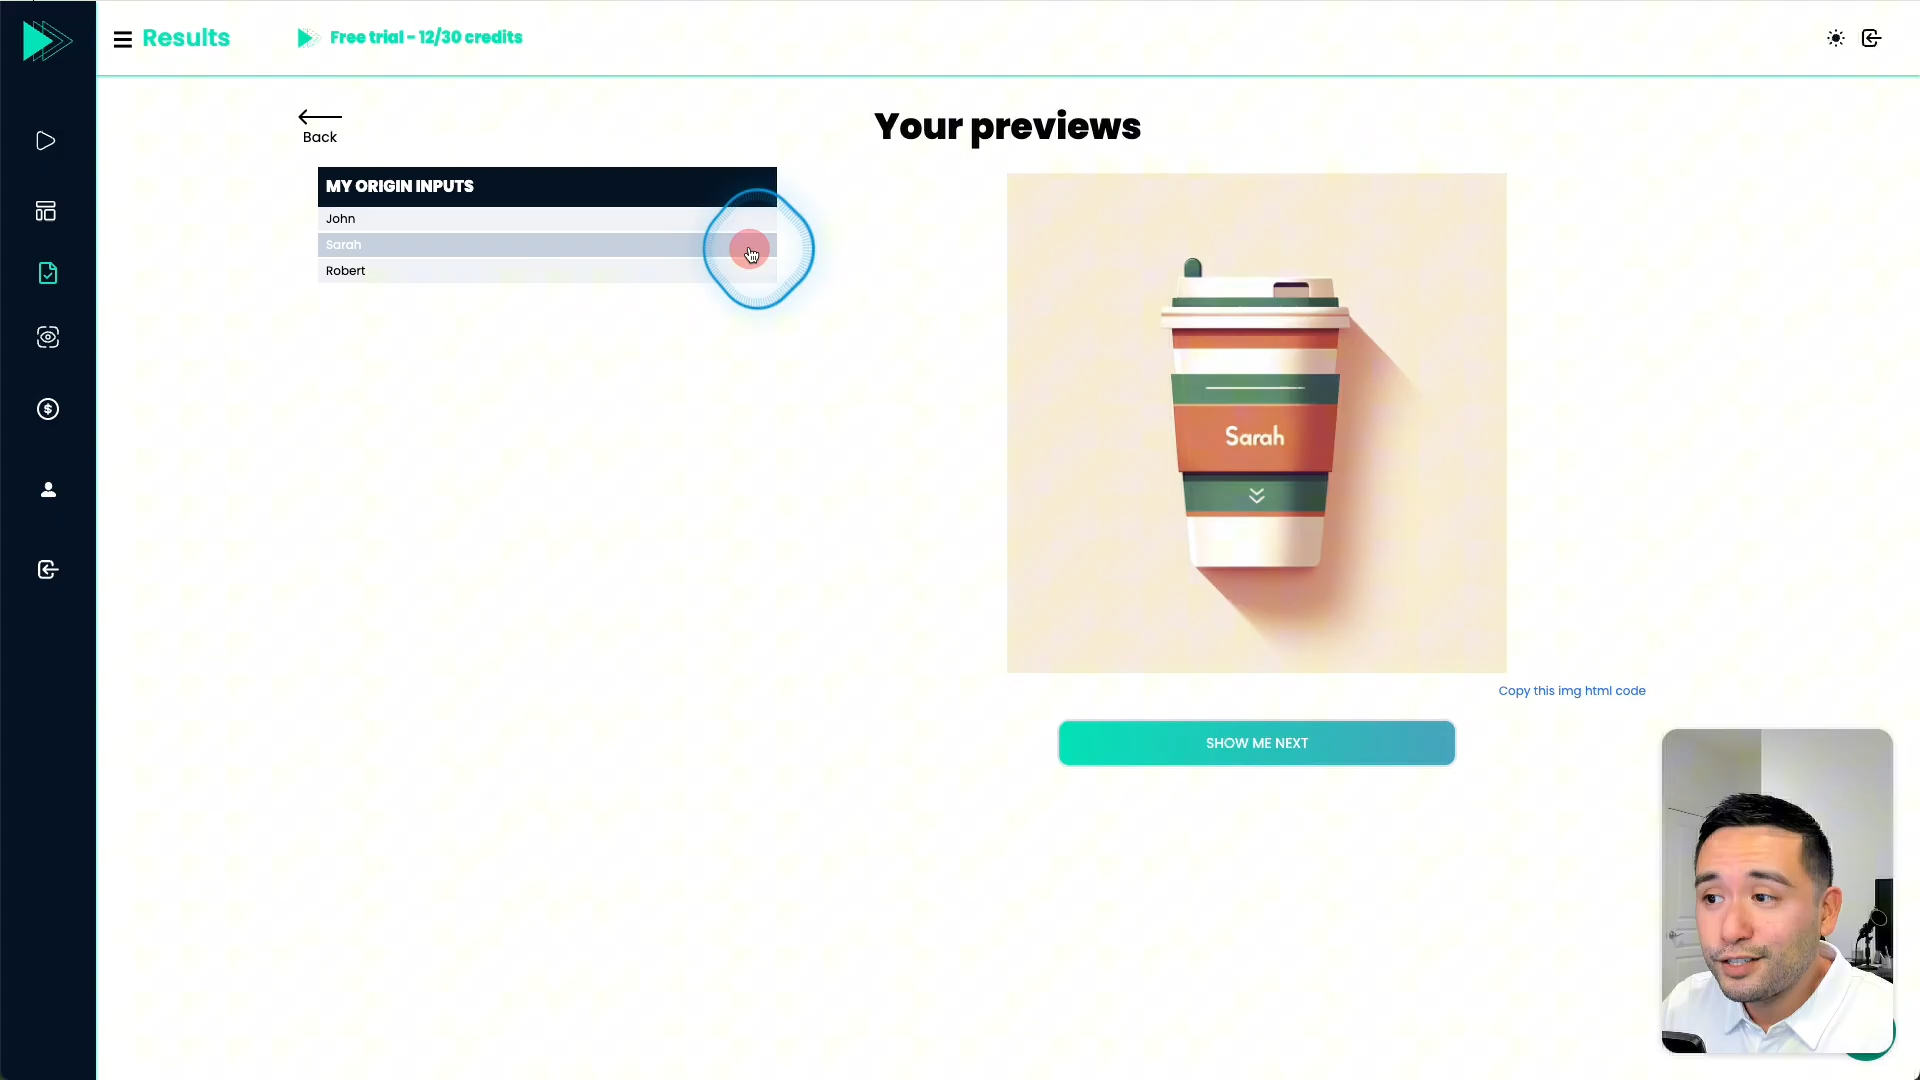 Results
Free trial - 12/30 credits
Back
Your previews
MY ORIGIN INPUTS
John
Sarah
Robert
Sarah
Copy this img html code
SHOW ME NEXT